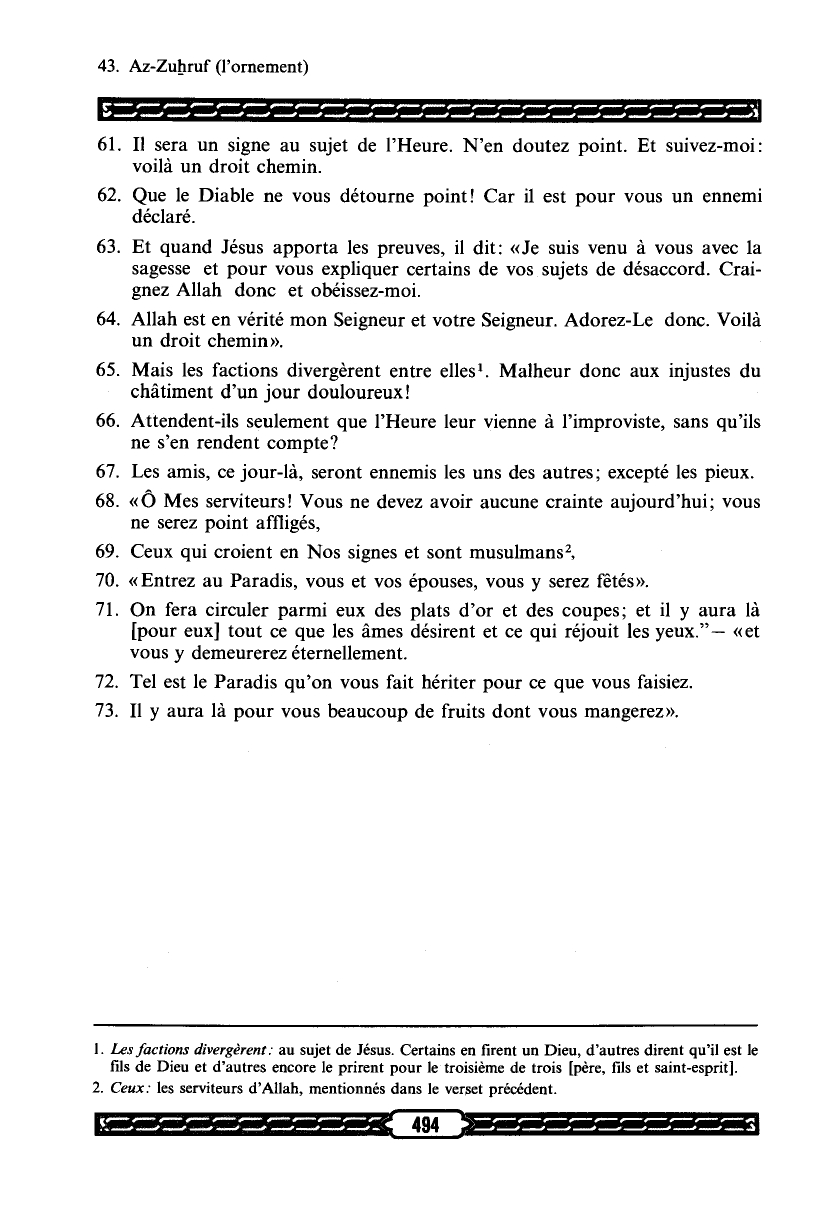 43. Az-Zuẖruf (l'ornement)
61. Il sera un signe au sujet de l'Heure. N'en doutez point. Et suivez-moi:
voilà un droit chemin.
62. Que le Diable ne vous détourne point! Car il est pour vous un ennemi
déclaré.
63. Et quand Jésus apporta les preuves, il dit: «Je suis venu à vous avec la
sagesse et pour vous expliquer certains de vos sujets de désaccord. Crai-
gnez Allah donc et obéissez-moi.
64. Allah est en vérité mon Seigneur et votre Seigneur. Adorez-Le donc. Voilà
un droit chemin».
65. Mais les factions divergèrent entre elles¹. Malheur donc aux injustes du
châtiment d'un jour douloureux!
66. Attendent-ils seulement que l'Heure leur vienne à l'improviste, sans qu'ils
ne s'en rendent compte?
67. Les amis, ce jour-là, seront ennemis les uns des autres; excepté les pieux.
68. «Ô Mes serviteurs! Vous ne devez avoir aucune crainte aujourd'hui; vous
ne serez point affligés,
69. Ceux qui croient en Nos signes et sont musulmans²,
70. «Entrez au Paradis, vous et vos épouses, vous y serez fêtés».
71. On fera circuler parmi eux des plats d'or et des coupes; et il y aura là
[pour eux] tout ce que les âmes désirent et ce qui réjouit les yeux."— «et
vous y demeurerez éternellement.
72. Tel est le Paradis qu'on vous fait hériter pour ce que vous faisiez.
73. Il y aura là pour vous beaucoup de fruits dont vous mangerez».
1. Les factions divergèrent: au sujet de Jésus. Certains en firent un Dieu, d'autres dirent qu'il est le
fils de Dieu et d'autres encore le prirent pour le troisième de trois [père, fils et saint-esprit].
2. Ceux: les serviteurs d'Allah, mentionnés dans le verset précédent.
494